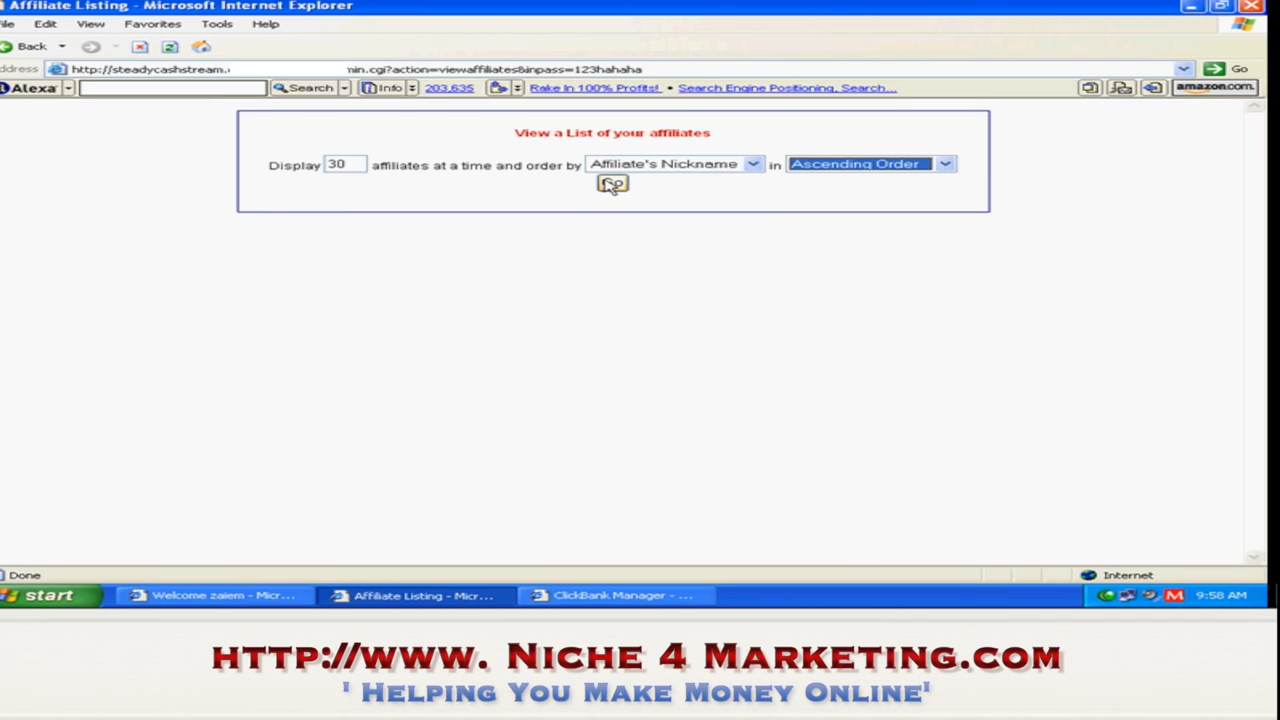 Affiliate Listing - Microsoft Internet Explorer
File Edit View Favorites Tools Help
Back
ddress http://steadycashstream. min.cgi?action=viewaffiliates&inpass=123hahaha Go
Alexa Search Info 203,635 Rake In 100% Profits! • Search Engine Positioning, Search... amazon.com.
View a List of your affiliates
Display 30 affiliates at a time and order by Affiliate's Nickname in Ascending Order
Go
Done Internet
start Welcome zaiem - Micr... Affiliate Listing - Micr... ClickBank Manager - ... M 9:58 AM
http://www. Niche 4 Marketing.com
' Helping You Make Money Online'